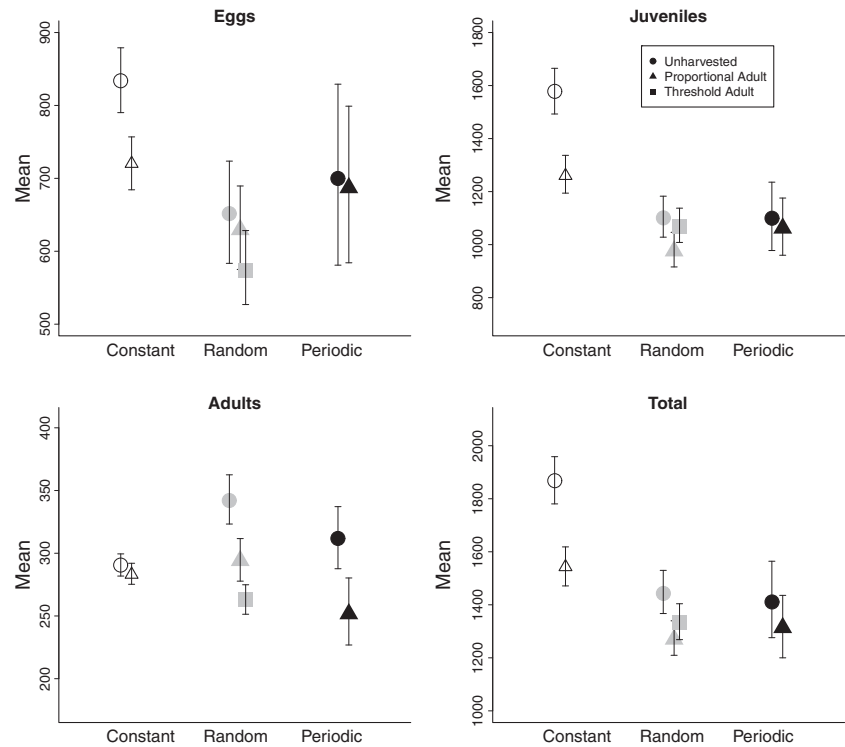 Eggs
Mean
900
800
700
600
500
Constant Random Periodic
Juveniles
Mean
1800
1600
1400
1200
1000
800
Unharvested
Proportional Adult
Threshold Adult
Constant Random Periodic
Adults
Mean
400
350
300
250
200
Constant Random Periodic
Total
Mean
2000
1800
1600
1400
1200
1000
Constant Random Periodic